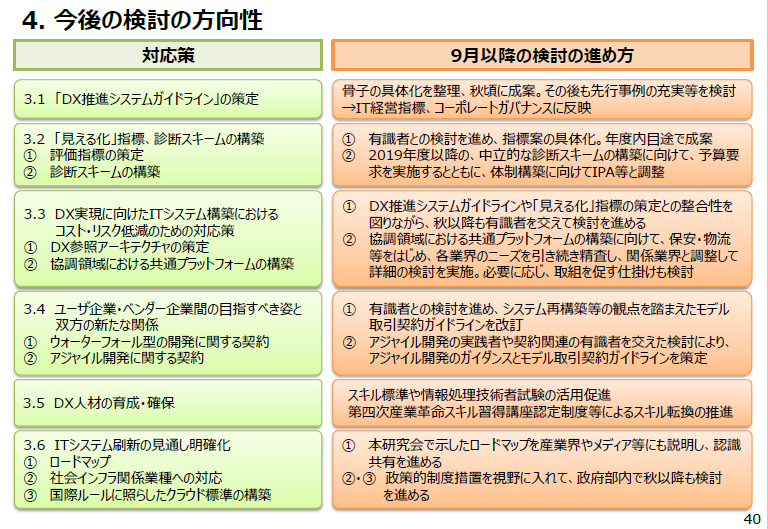 4. 今後の検討の方向性
対応策
9月以降の検討の進め方
3.1 「DX推進システムガイドライン」の策定
骨子の具体化を整理、秋頃に成案。その後も先行事例の充実等を検討
→IT経営指標、コーポレートガバナンスに反映
3.2 「見える化」指標、診断スキームの構築
① 評価指標の策定
② 診断スキームの構築
① 有識者との検討を進め、指標案の具体化。年度内目途で成案
② 2019年度以降の、中立的な診断スキームの構築に向けて、予算要
求を実施するとともに、体制構築に向けてIPA等と調整
3.3 DX実現に向けたITシステム構築における
コスト・リスク低減のための対応策
① DX参照アーキテクチャの策定
② 協調領域における共通プラットフォームの構築
① DX推進システムガイドラインや「見える化」指標の策定との整合性を
図りながら、秋以降も有識者を交えて検討を進める
② 協調領域における共通プラットフォームの構築に向けて、保安・物流
等をはじめ、各業界のニーズを引き続き精査し、関係業界と調整して
詳細の検討を実施。必要に応じ、取組を促す仕掛けも検討
3.4 ユーザ企業・ベンダー企業間の目指すべき姿と
双方の新たな関係
① ウォーターフォール型の開発に関する契約
② アジャイル開発に関する契約
① 有識者との検討を進め、システム再構築等の観点を踏まえたモデル
取引契約ガイドラインを改訂
② アジャイル開発の実践者や契約関連の有識者を交えた検討により、
アジャイル開発のガイダンスとモデル取引契約ガイドラインを策定
3.5 DX人材の育成・確保
スキル標準や情報処理技術者試験の活用促進
第四次産業革命スキル習得講座認定制度等によるスキル転換の推進
3.6 ITシステム刷新の見通し明確化
① ロードマップ
② 社会インフラ関係業種への対応
③ 国際ルールに照らしたクラウド標準の構築
① 本研究会で示したロードマップを産業界やメディア等にも説明し、認識
共有を進める
②・③ 政策的制度措置を視野に入れて、政府部内で秋以降も検討
を進める
40